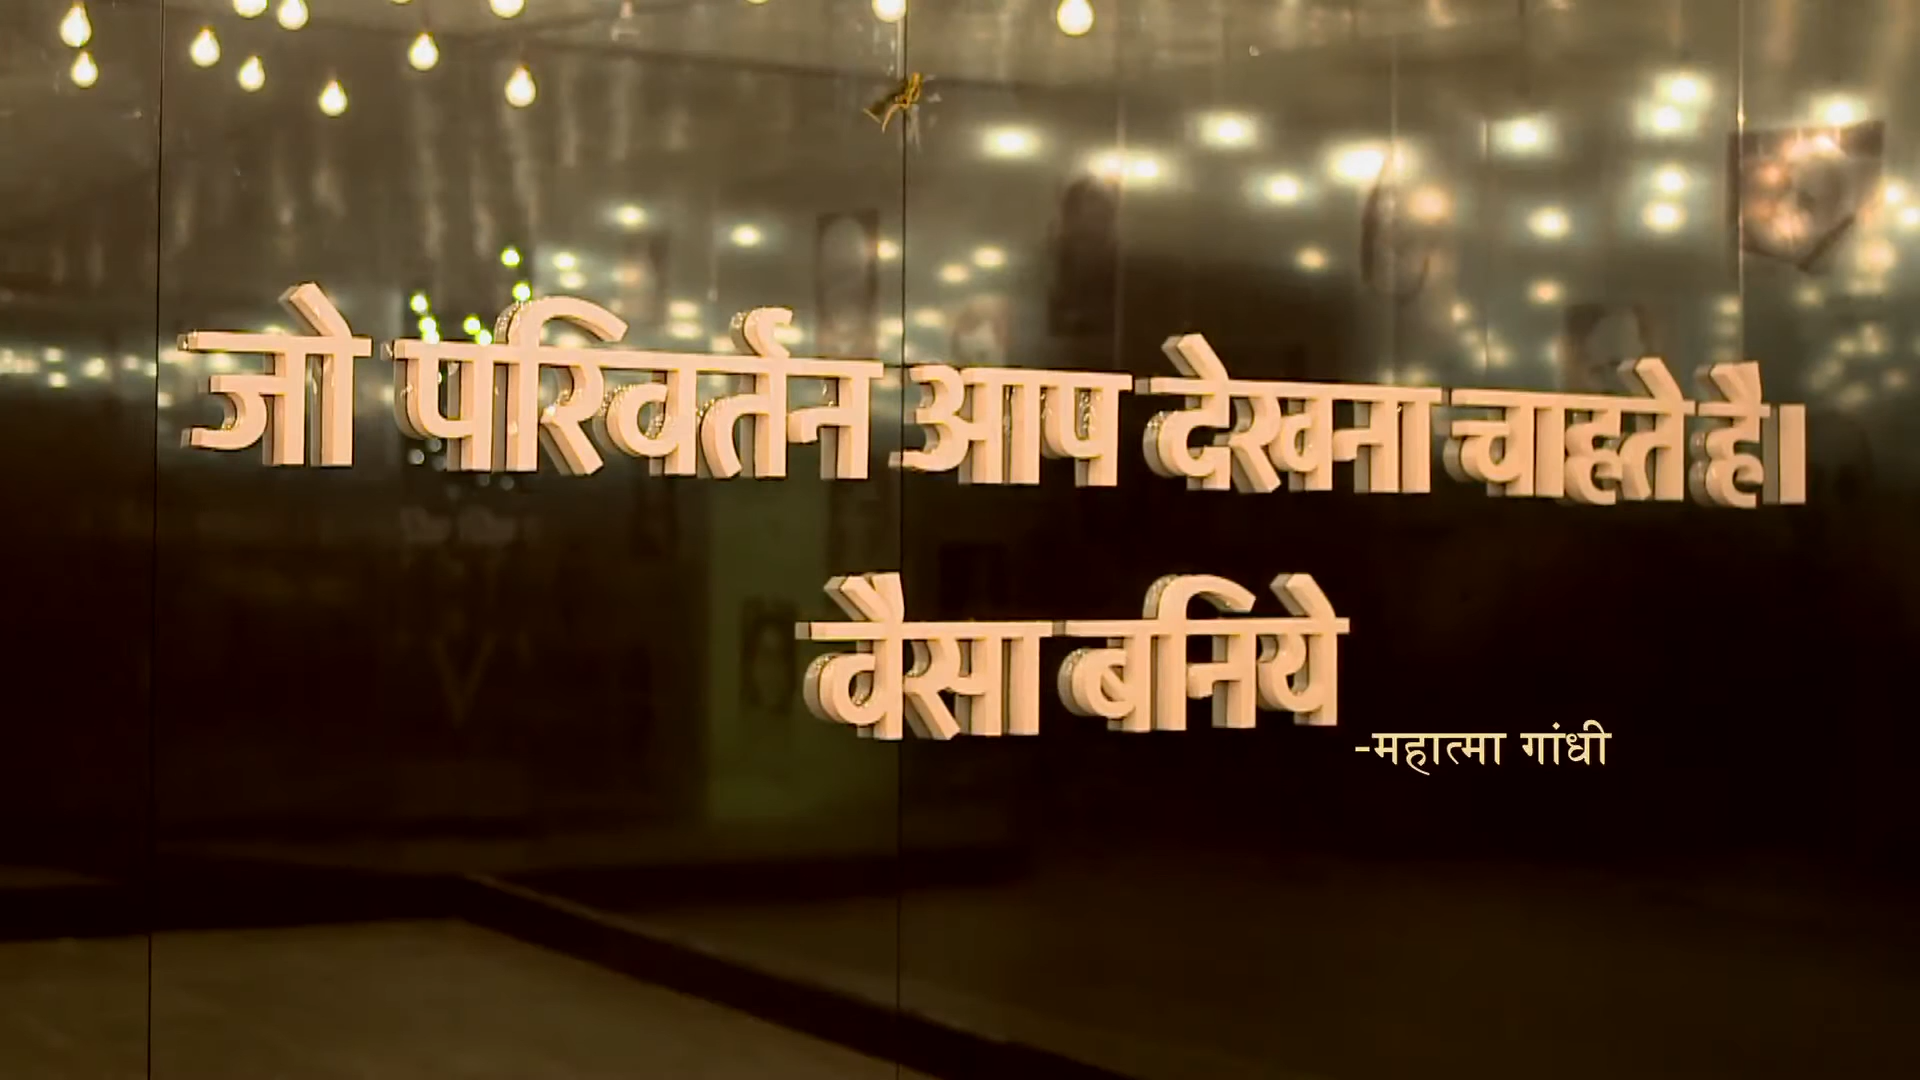 जो परिवर्तन आप देखना चाहते है।
वैसा बनिये
-महात्मा गांधी